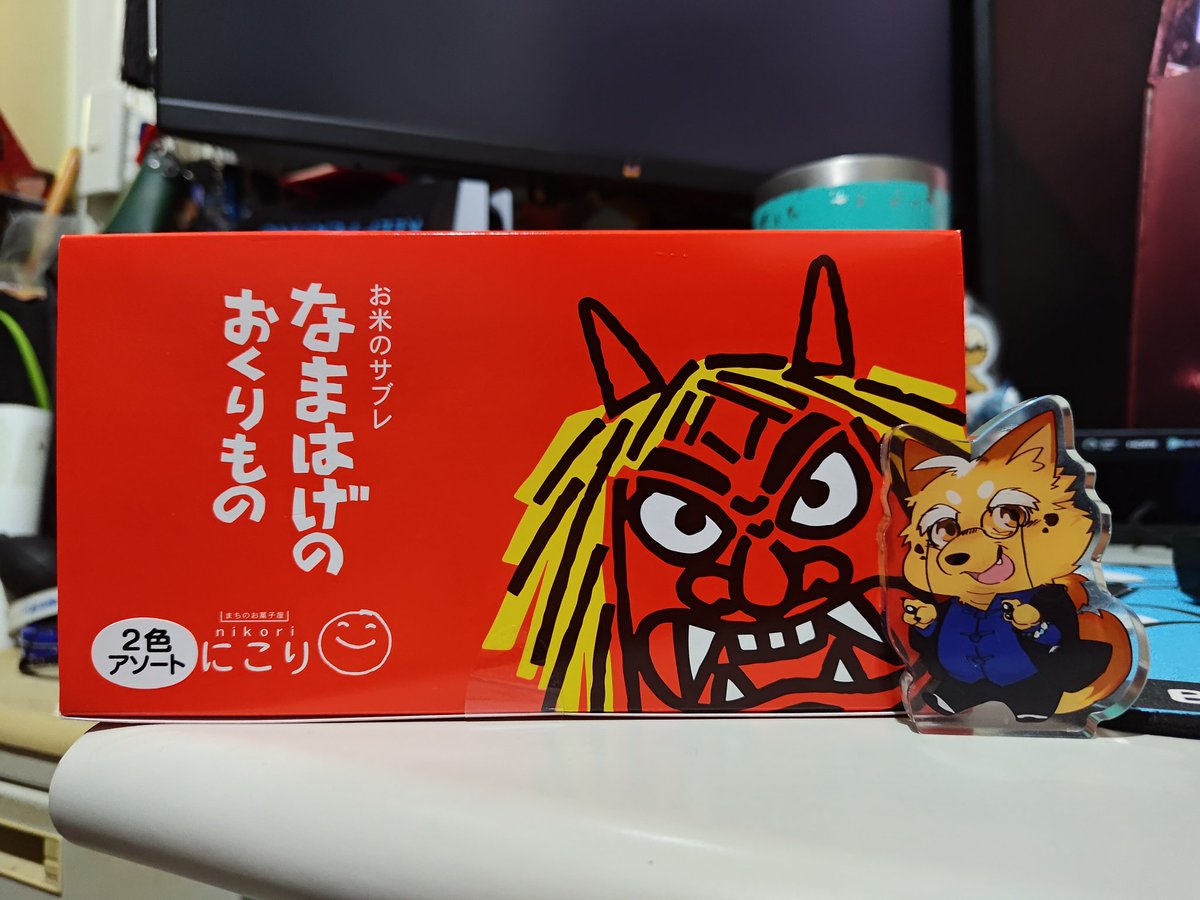 お米のサブレ
なまはげの
おくりもの
まちのお菓子屋
nikori
にこり
2色
アソート